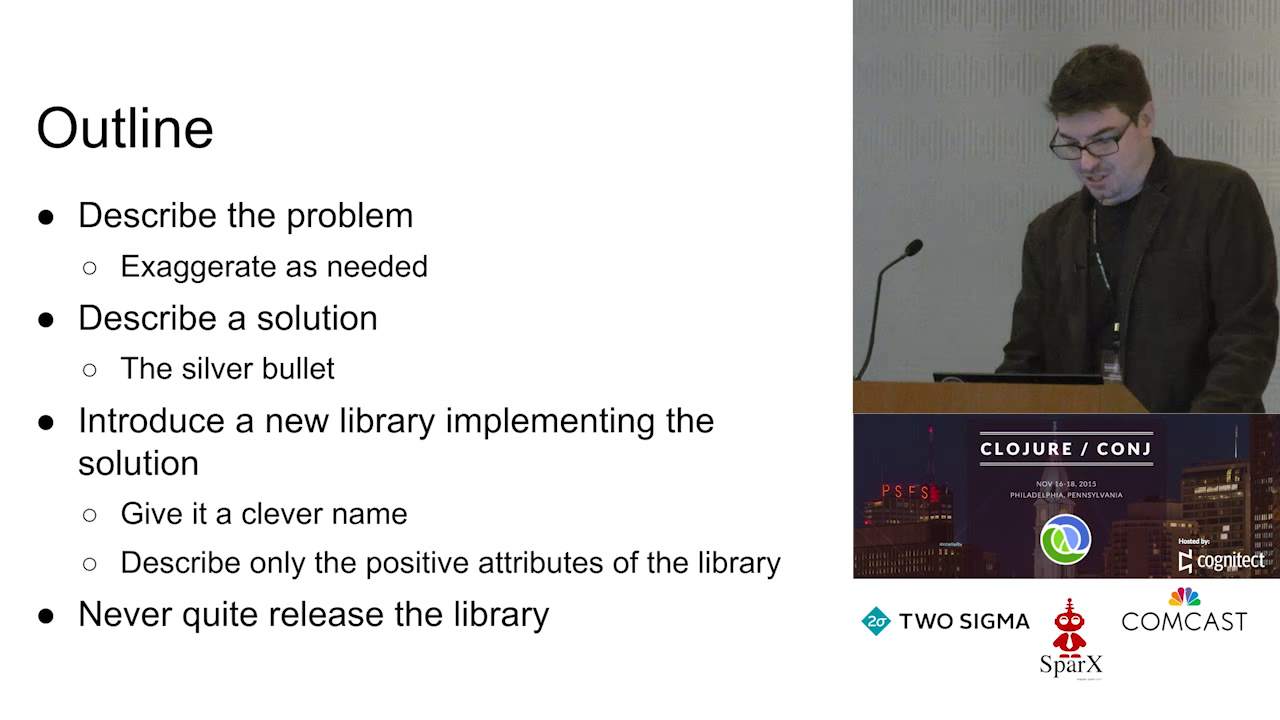 Outline
● Describe the problem
○ Exaggerate as needed
● Describe a solution
○ The silver bullet
● Introduce a new library implementing the
solution
○ Give it a clever name
○ Describe only the positive attributes of the library
● Never quite release the library
PSFS
CLOJURE / CONJ
NOV 16-18, 2015
PHILADELPHIA, PENNSYLVANIA
Hosted by:
cognitect
2σ TWO SIGMA
SparX
COMCAST